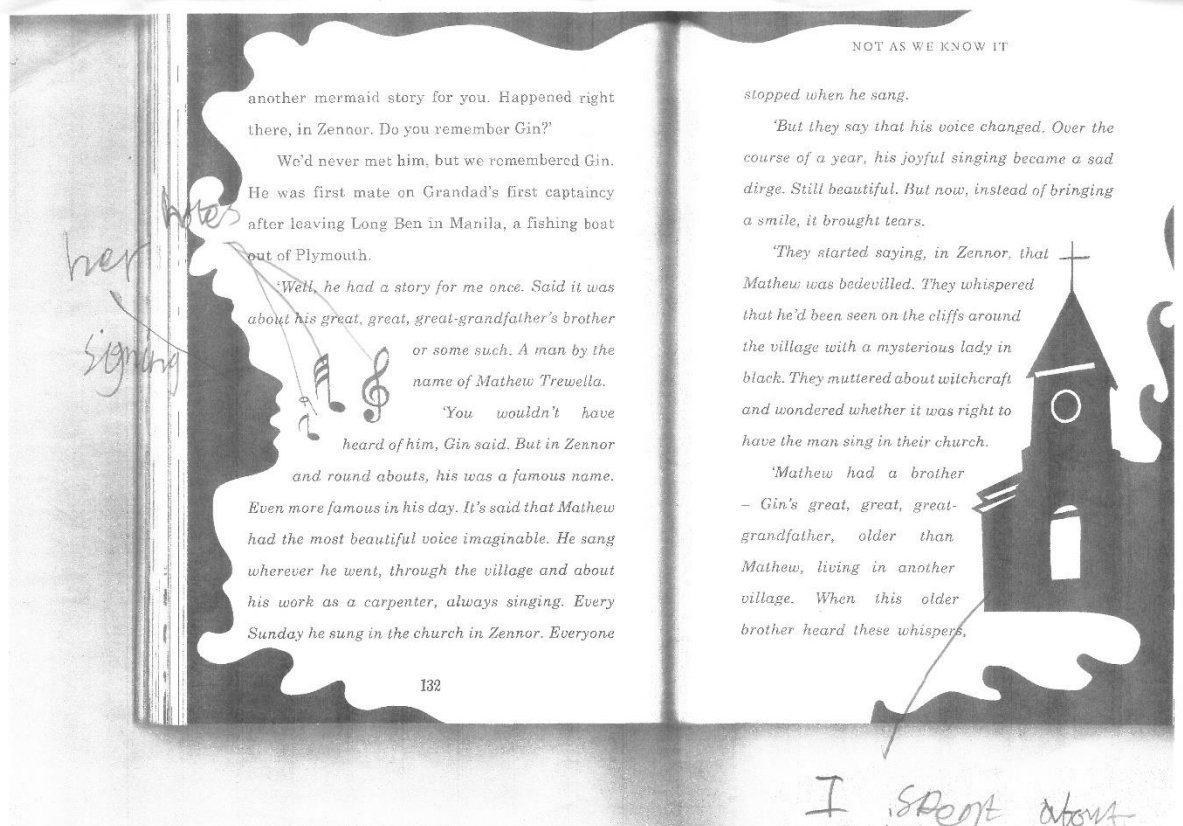 another mermaid story for you. Happened right
there, in Zennor. Do you remember Gin?'
We'd never met him, but we remembered Gin.
He was first mate on Grandad's first captaincy
after leaving Long Ben in Manila, a fishing boat
out of Plymouth.
'Well, he had a story for me once. Said it was
about his great, great, great-grandfather's brother
or some such. A man by the
name of Mathew Trewella.
'You wouldn't have
heard of him, Gin said. But in Zennor
and round abouts, his was a famous name.
Even more famous in his day. It's said that Mathew
had the most beautiful voice imaginable. He sang
wherever he went, through the village and about
his work as a carpenter, always singing. Every
Sunday he sung in the church in Zennor. Everyone
132
notes
her
signing
NOT AS WE KNOW IT
stopped when he sang.
'But they say that his voice changed. Over the
course of a year, his joyful singing became a sad
dirge. Still beautiful. But now, instead of bringing
a smile, it brought tears.
'They started saying, in Zennor, that
Mathew was bedevilled. They whispered
that he'd been seen on the cliffs around
the village with a mysterious lady in
black. They muttered about witchcraft
and wondered whether it was right to
have the man sing in their church.
'Mathew had a brother
– Gin's great, great, great-
grandfather, older than
Mathew, living in another
village. When this older
brother heard these whispers,
I spent about